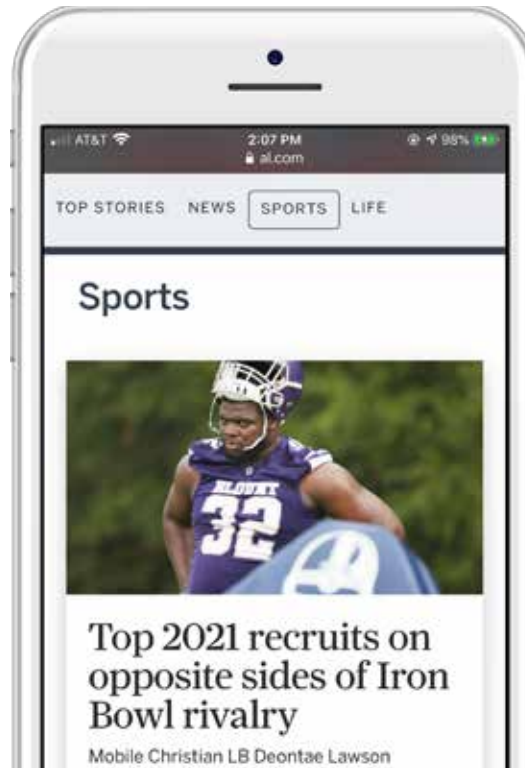 AT&T 2:07 PM 98%
al.com
TOP STORIES NEWS SPORTS LIFE
Sports
BLOUNT
32
Top 2021 recruits on
opposite sides of Iron
Bowl rivalry
Mobile Christian LB Deontae Lawson